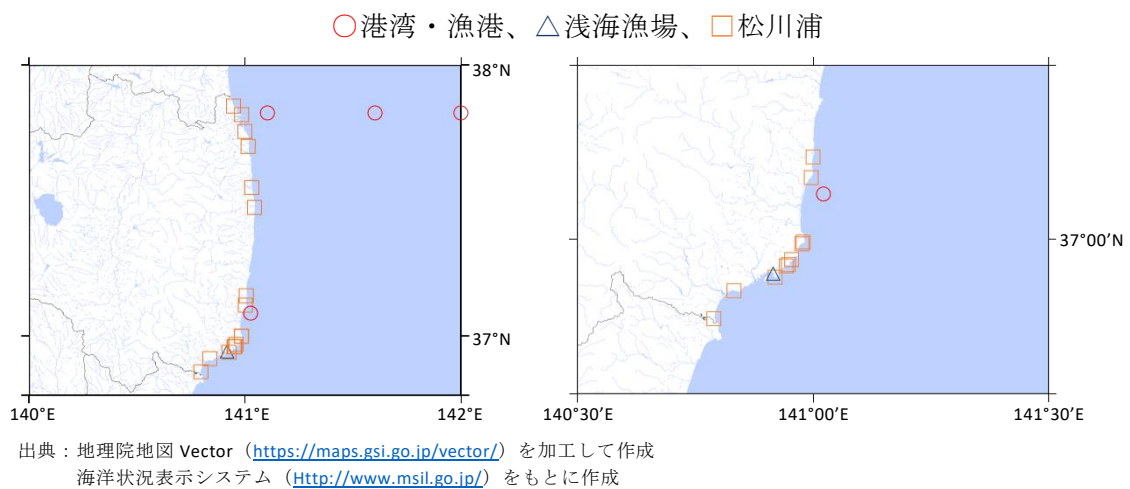 ○港湾・漁港、△浅海漁場、□松川浦
38°N
37°N
140°E
141°E
142°E
37°00′N
140°30′E
141°00′E
141°30′E
出典：地理院地図 Vector（https://maps.gsi.go.jp/vector/）を加工して作成
海洋状況表示システム（Http://www.msil.go.jp/）をもとに作成